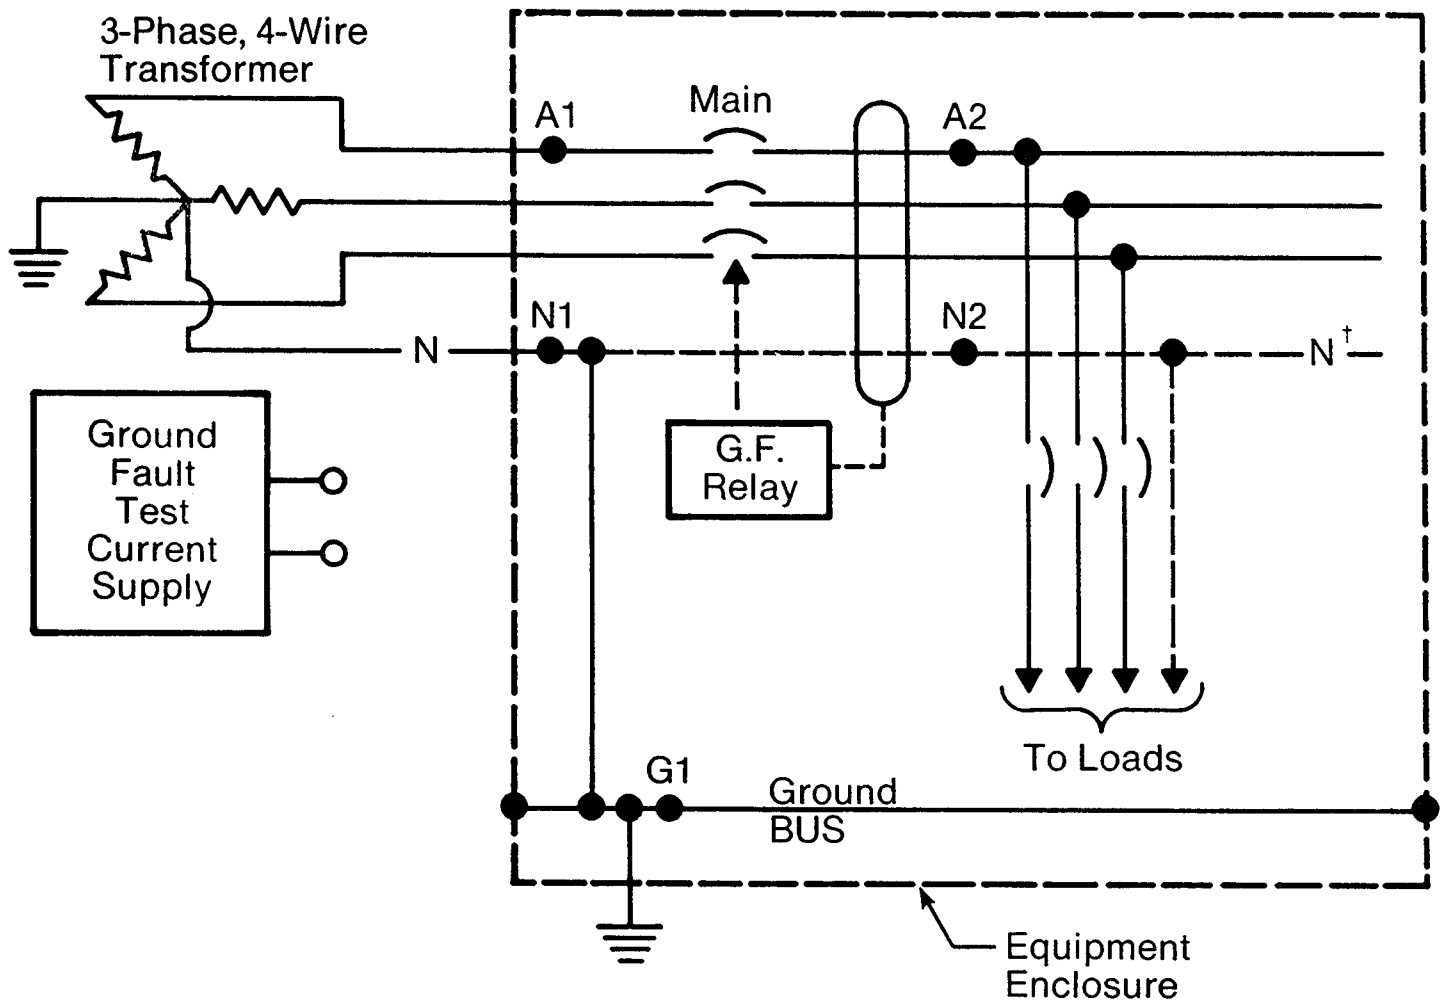 3-Phase, 4-Wire
Transformer
A1
Main
A2
N1
N2
N
N†
Ground
Fault
Test
Current
Supply
G.F.
Relay
To Loads
G1
Ground
BUS
Equipment
Enclosure